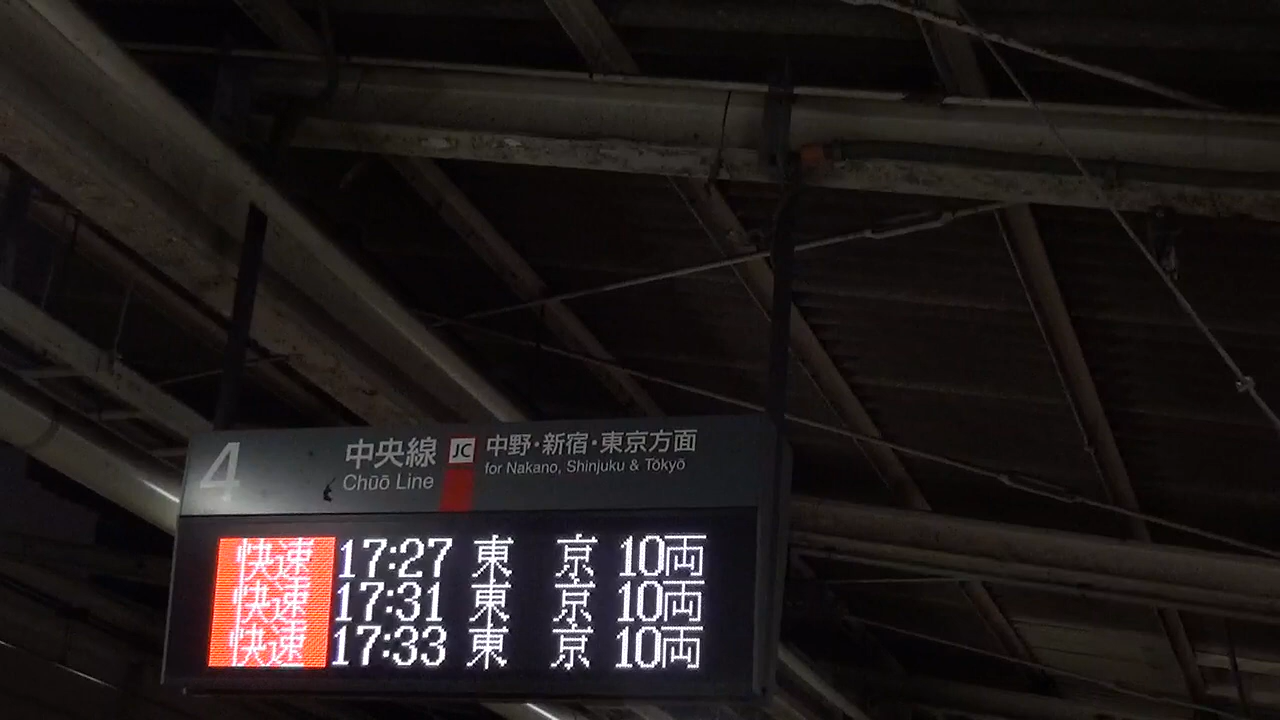 4 中央線 JC 中野・新宿・東京方面
Chūō Line for Nakano, Shinjuku & Tōkyō
快速 17:27 東京 10両
快速 17:31 東京 10両
快速 17:33 東京 10両